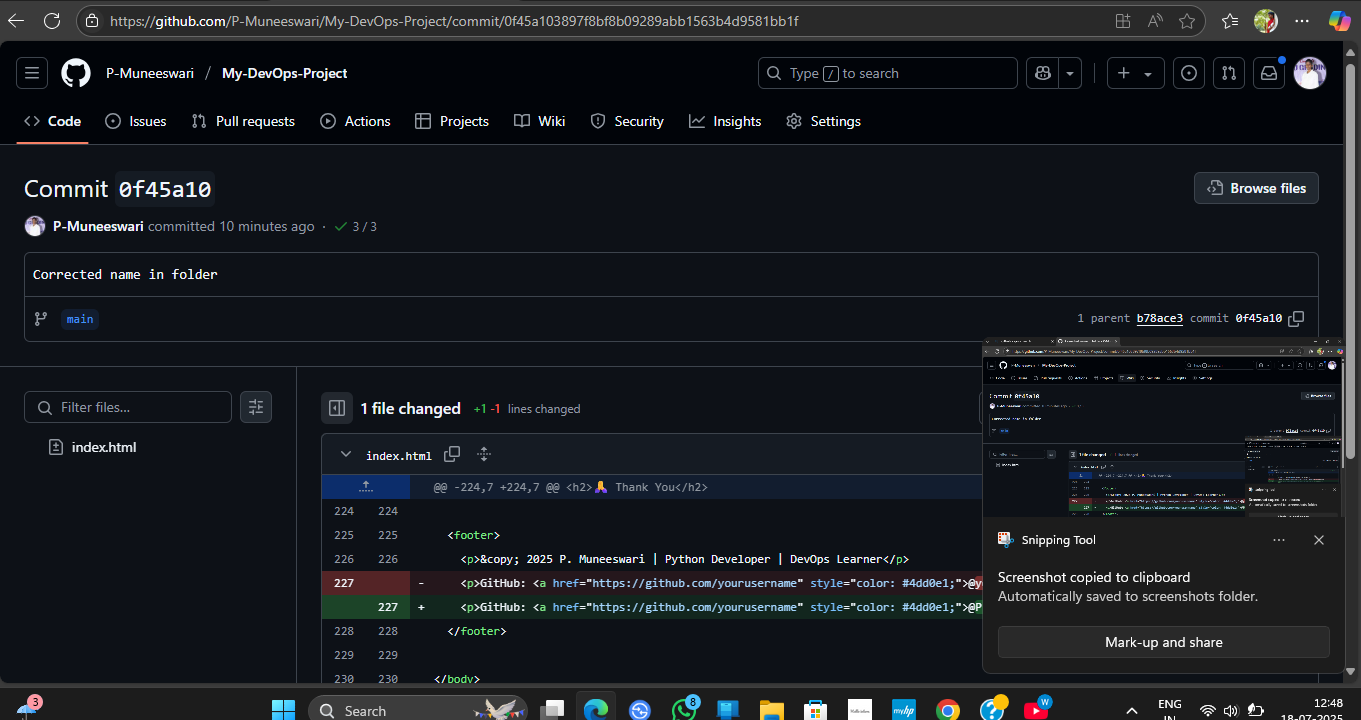 https://github.com/P-Muneeswari/My-DevOps-Project/commit/0f45a103897f8bf8b09289abb1563b4d9581bb1f
P-Muneeswari / My-DevOps-Project
Type / to search
Code Issues Pull requests Actions Projects Wiki Security Insights Settings
Commit 0f45a10
Browse files
P-Muneeswari committed 10 minutes ago · 3 / 3
Corrected name in folder
main
1 parent b78ace3 commit 0f45a10
Filter files...
index.html
1 file changed +1 -1 lines changed
index.html
@@ -224,7 +224,7 @@ <h2>🙏 Thank You</h2>
224 224
225 225 <footer>
226 226 <p>&copy; 2025 P. Muneeswari | Python Developer | DevOps Learner</p>
227 - <p>GitHub: <a href="https://github.com/yourusername" style="color: #4dd0e1;">@y
227 + <p>GitHub: <a href="https://github.com/yourusername" style="color: #4dd0e1;">@P
228 228 </footer>
229 229
230 230 </body>
Snipping Tool
Screenshot copied to clipboard
Automatically saved to screenshots folder.
Mark-up and share
3
Search
8
W
ENG
IN
12:48
18-07-2025